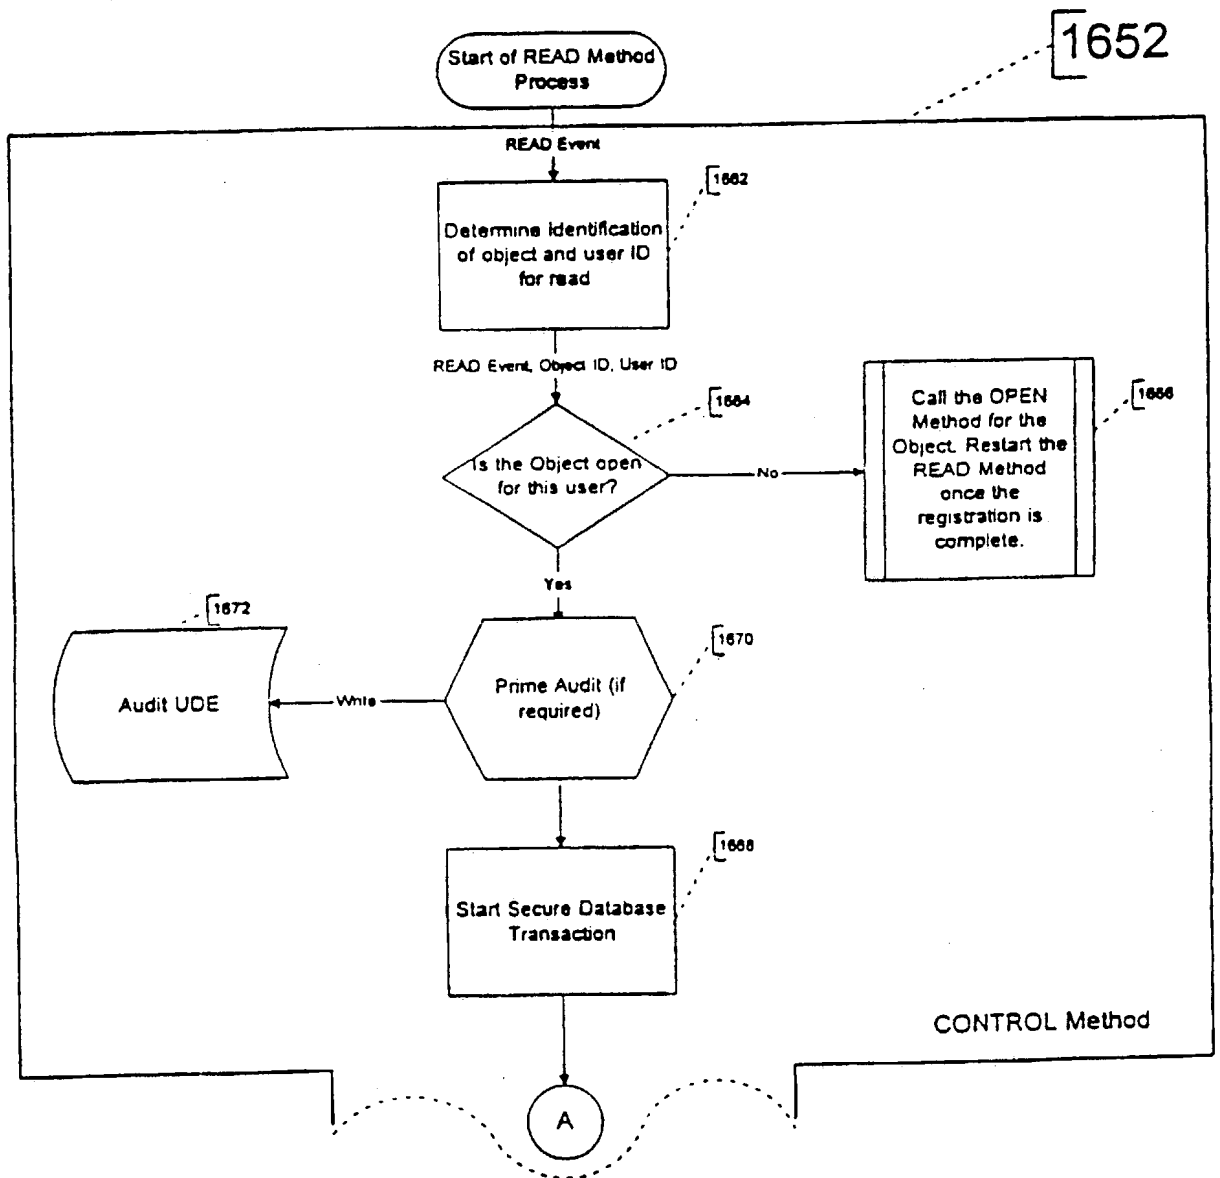 1652
Start of READ Method
Process
READ Event
1662
Determine identification
of object and user ID
for read
READ Event, Object ID, User ID
1664
Is the Object open
for this user?
No
Call the OPEN
Method for the
Object. Restart the
READ Method
once the
registration is
complete.
1666
Yes
1672
Audit UDE
Write
1670
Prime Audit (if
required)
1668
Start Secure Database
Transaction
CONTROL Method
A